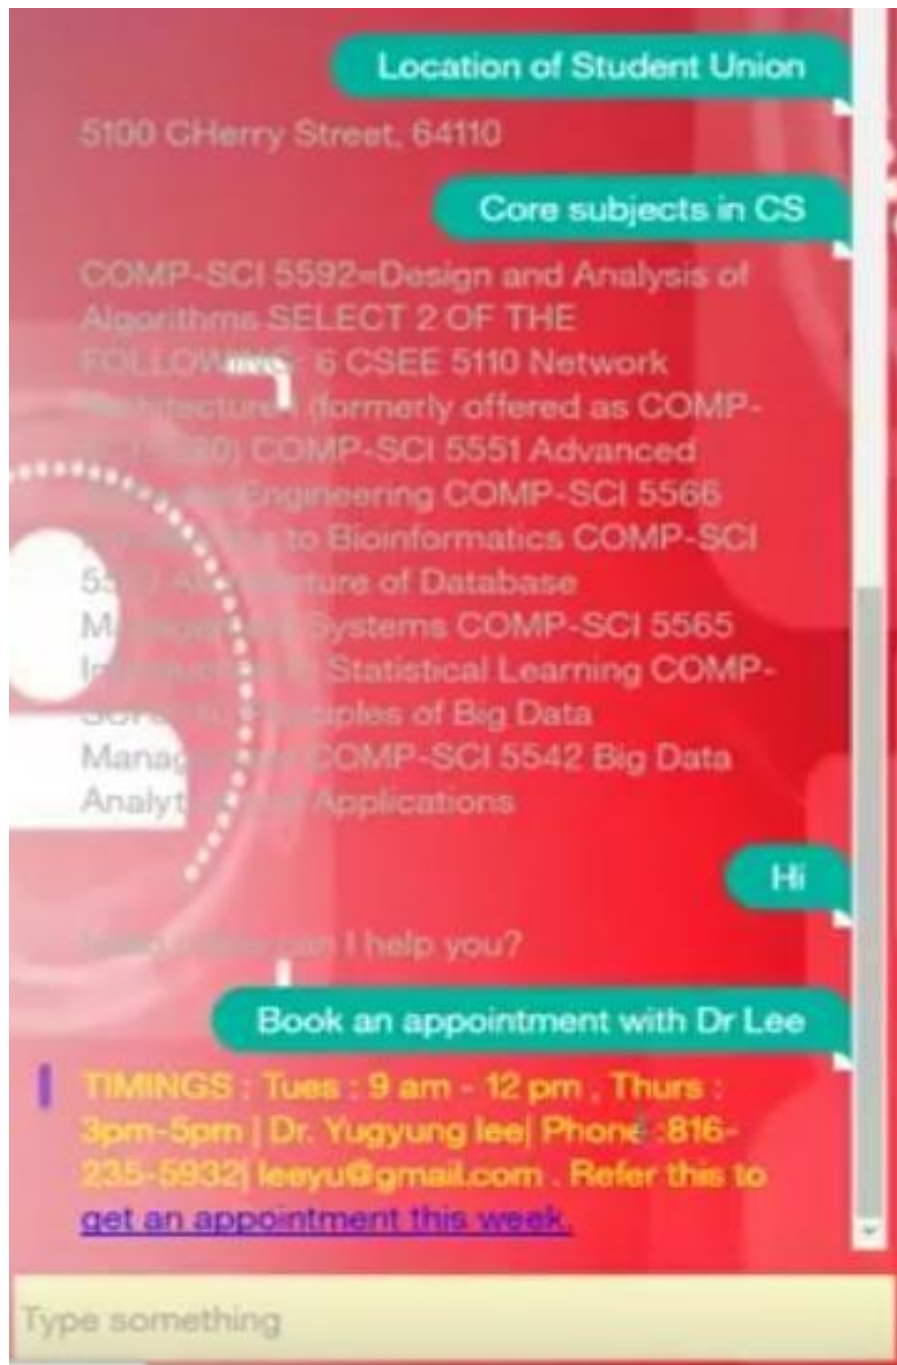 Location of Student Union
5100 CHerry Street, 64110
Core subjects in CS
COMP-SCI 5592=Design and Analysis of
Algorithms SELECT 2 OF THE
FOLLOWING: 6 CSEE 5110 Network
(formerly offered as COMP-
COMP-SCI 5551 Advanced
Engineering COMP-SCI 5566
to Bioinformatics COMP-SCI
of Database
Systems COMP-SCI 5565
Statistical Learning COMP-
of Big Data
COMP-SCI 5542 Big Data
Applications
Hi
can I help you?
Book an appointment with Dr Lee
TIMINGS : Tues : 9 am - 12 pm , Thurs :
3pm-5pm | Dr. Yugyung lee| Phone :816-
235-5932| leeyu@gmail.com . Refer this to
get an appointment this week.
Type something